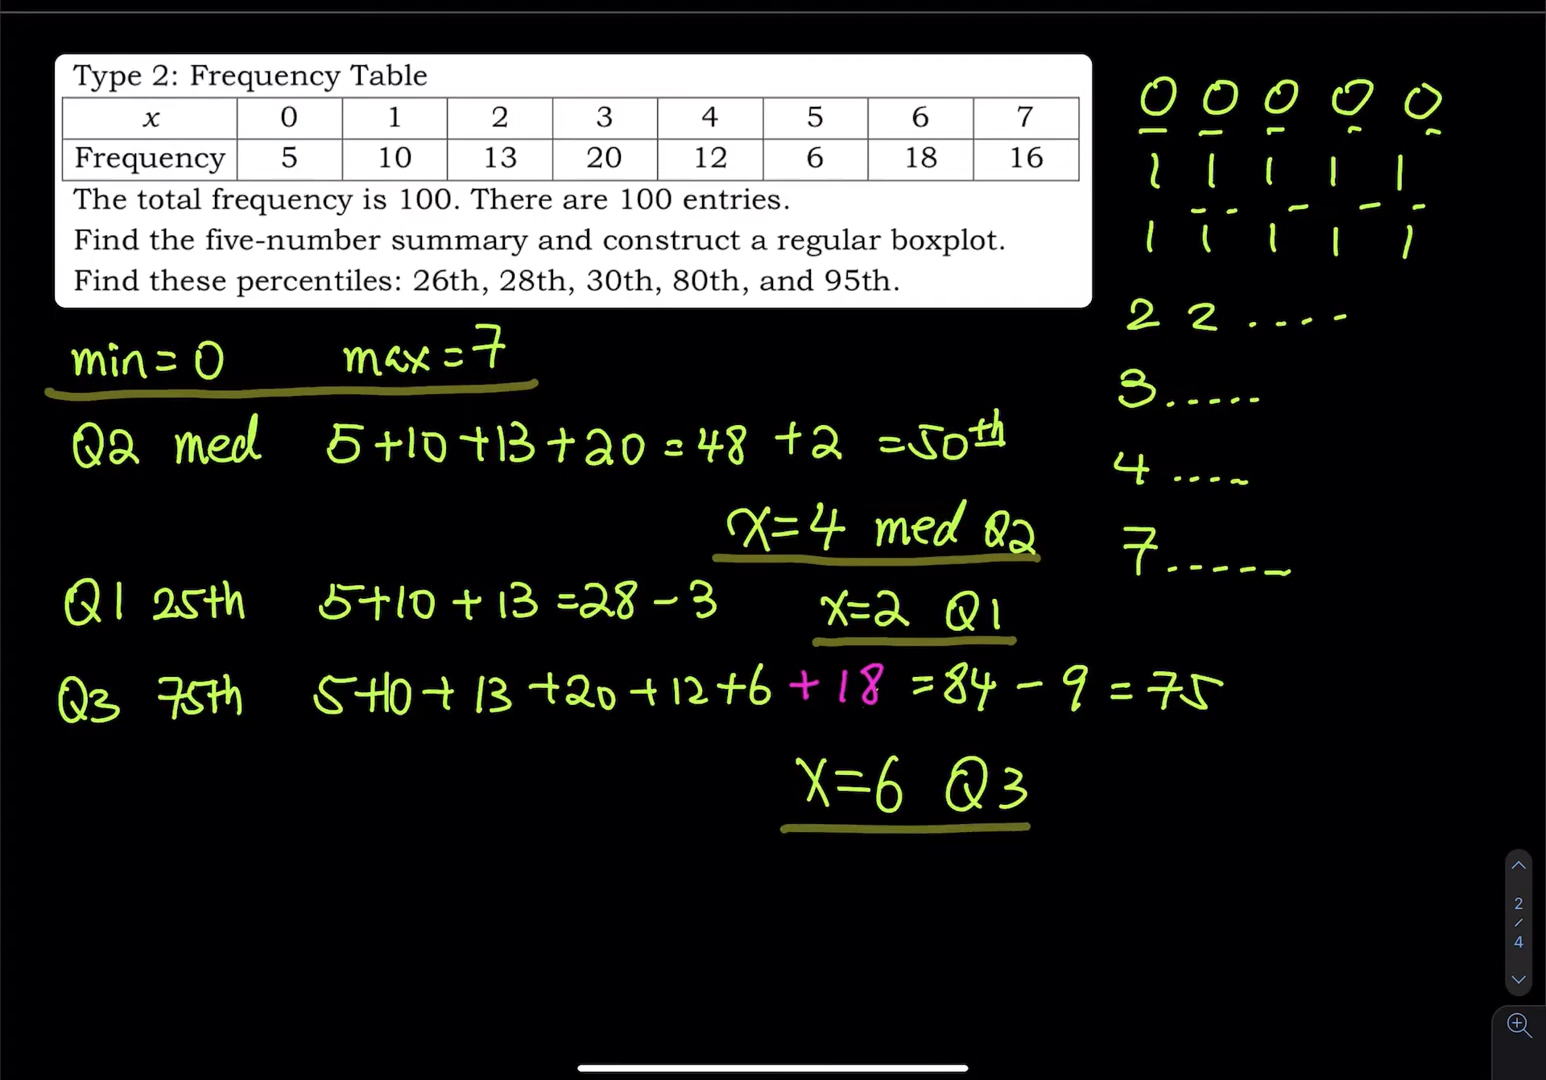 Type 2: Frequency Table
x 0 1 2 3 4 5 6 7
Frequency 5 10 13 20 12 6 18 16
The total frequency is 100. There are 100 entries.
Find the five-number summary and construct a regular boxplot.
Find these percentiles: 26th, 28th, 30th, 80th, and 95th.
min = 0 max = 7
Q2 med 5+10+13+20 = 48 +2 =50th
x=4 med Q2
Q1 25th 5+10+13 =28-3 x=2 Q1
Q3 75th 5+10+13+20+12+6 +18 =84-9=75
x=6 Q3
0 0 0 0 0
1 1 1 1 1
1 1 1 1 1
2 2 ....
3.....
4 ....
7.....
2
/
4